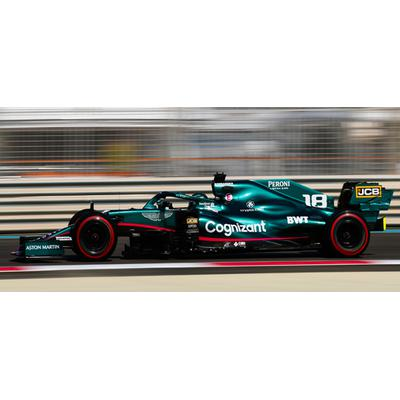 JCB
PERONI
18
BWT
Cognizant
ASTON MARTIN